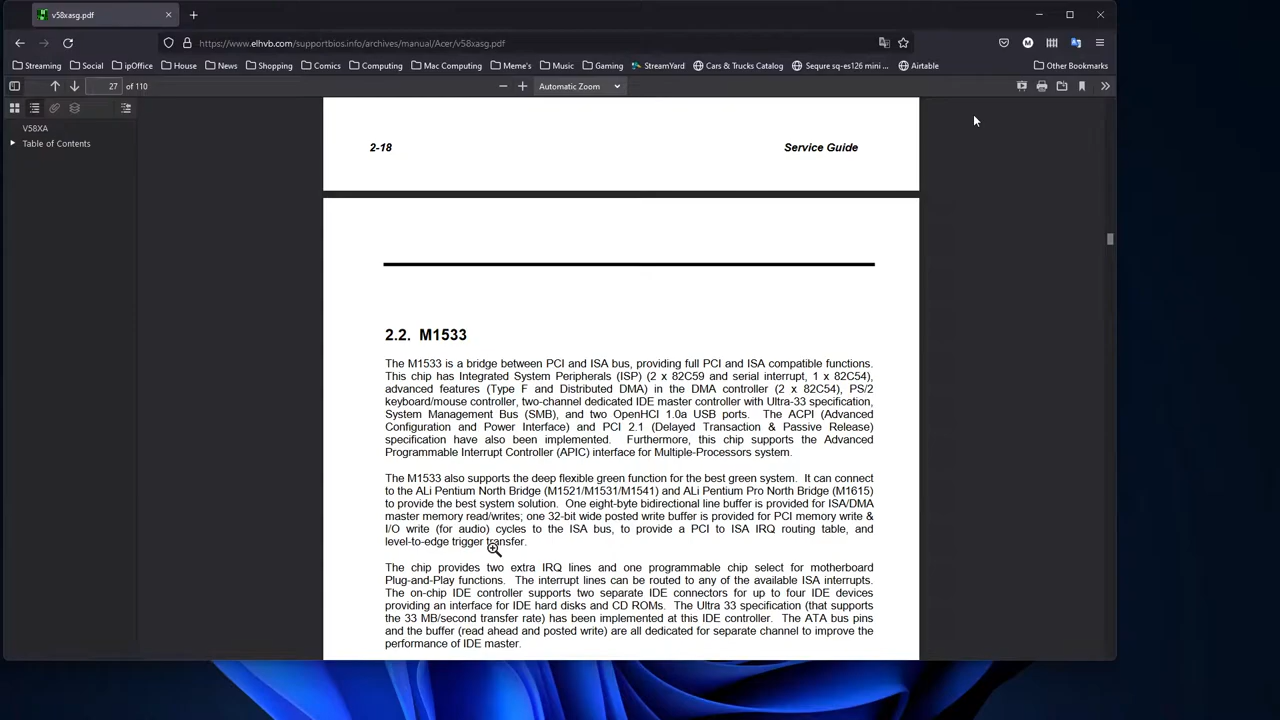 v58xasg.pdf
https://www.elhvb.com/supportbios.info/archives/manual/Acer/v58xasg.pdf
Streaming Social ipOffice House News Shopping Comics Computing Mac Computing Meme's Music Gaming StreamYard Cars & Trucks Catalog Sequre sq-es126 mini ... Airtable Other Bookmarks
27 of 110 Automatic Zoom
V58XA
Table of Contents
2-18 Service Guide
2.2. M1533
The M1533 is a bridge between PCI and ISA bus, providing full PCI and ISA compatible functions.
This chip has Integrated System Peripherals (ISP) (2 x 82C59 and serial interrupt, 1 x 82C54),
advanced features (Type F and Distributed DMA) in the DMA controller (2 x 82C54), PS/2
keyboard/mouse controller, two-channel dedicated IDE master controller with Ultra-33 specification,
System Management Bus (SMB), and two OpenHCI 1.0a USB ports. The ACPI (Advanced
Configuration and Power Interface) and PCI 2.1 (Delayed Transaction & Passive Release)
specification have also been implemented. Furthermore, this chip supports the Advanced
Programmable Interrupt Controller (APIC) interface for Multiple-Processors system.
The M1533 also supports the deep flexible green function for the best green system. It can connect
to the ALi Pentium North Bridge (M1521/M1531/M1541) and ALi Pentium Pro North Bridge (M1615)
to provide the best system solution. One eight-byte bidirectional line buffer is provided for ISA/DMA
master memory read/writes; one 32-bit wide posted write buffer is provided for PCI memory write &
I/O write (for audio) cycles to the ISA bus, to provide a PCI to ISA IRQ routing table, and
level-to-edge trigger transfer.
The chip provides two extra IRQ lines and one programmable chip select for motherboard
Plug-and-Play functions. The interrupt lines can be routed to any of the available ISA interrupts.
The on-chip IDE controller supports two separate IDE connectors for up to four IDE devices
providing an interface for IDE hard disks and CD ROMs. The Ultra 33 specification (that supports
the 33 MB/second transfer rate) has been implemented at this IDE controller. The ATA bus pins
and the buffer (read ahead and posted write) are all dedicated for separate channel to improve the
performance of IDE master.